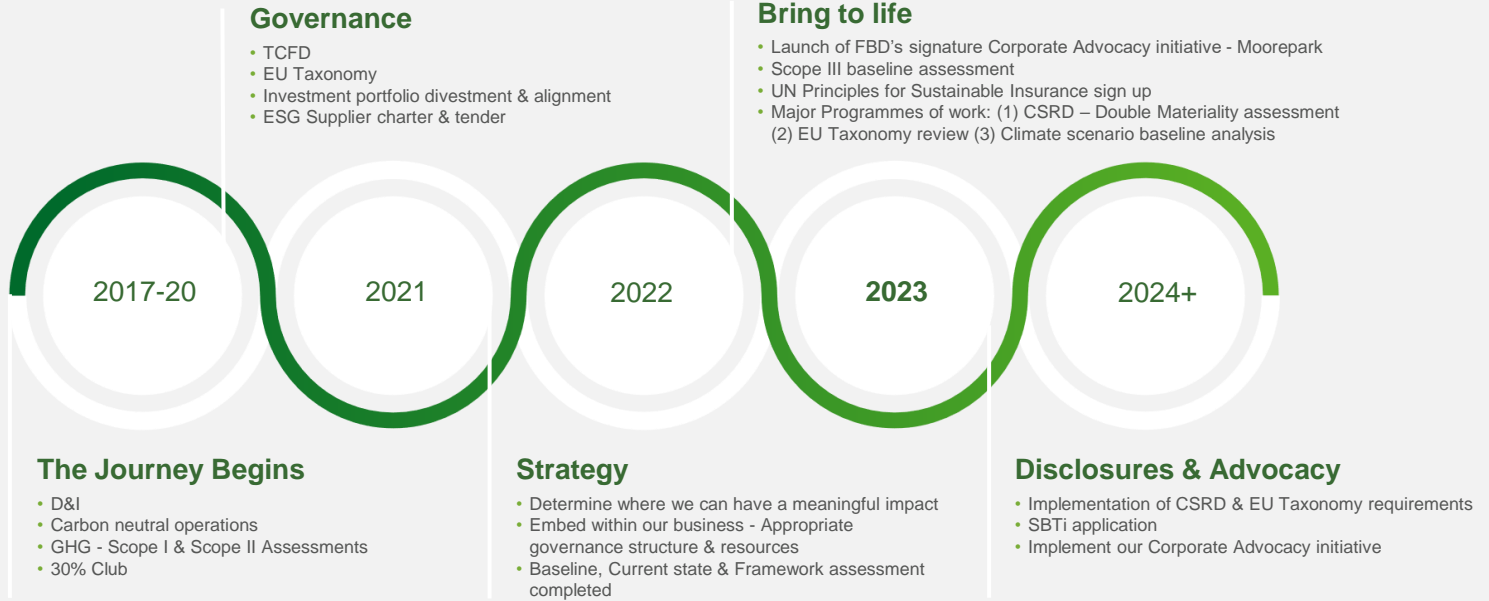 Governance
• TCFD
• EU Taxonomy
• Investment portfolio divestment & alignment
• ESG Supplier charter & tender
Bring to life
• Launch of FBD's signature Corporate Advocacy initiative - Moorepark
• Scope III baseline assessment
• UN Principles for Sustainable Insurance sign up
• Major Programmes of work: (1) CSRD – Double Materiality assessment
(2) EU Taxonomy review (3) Climate scenario baseline analysis
2017-20
2021
2022
2023
2024+
The Journey Begins
• D&I
• Carbon neutral operations
• GHG - Scope I & Scope II Assessments
• 30% Club
Strategy
• Determine where we can have a meaningful impact
• Embed within our business - Appropriate
governance structure & resources
• Baseline, Current state & Framework assessment
completed
Disclosures & Advocacy
• Implementation of CSRD & EU Taxonomy requirements
• SBTi application
• Implement our Corporate Advocacy initiative